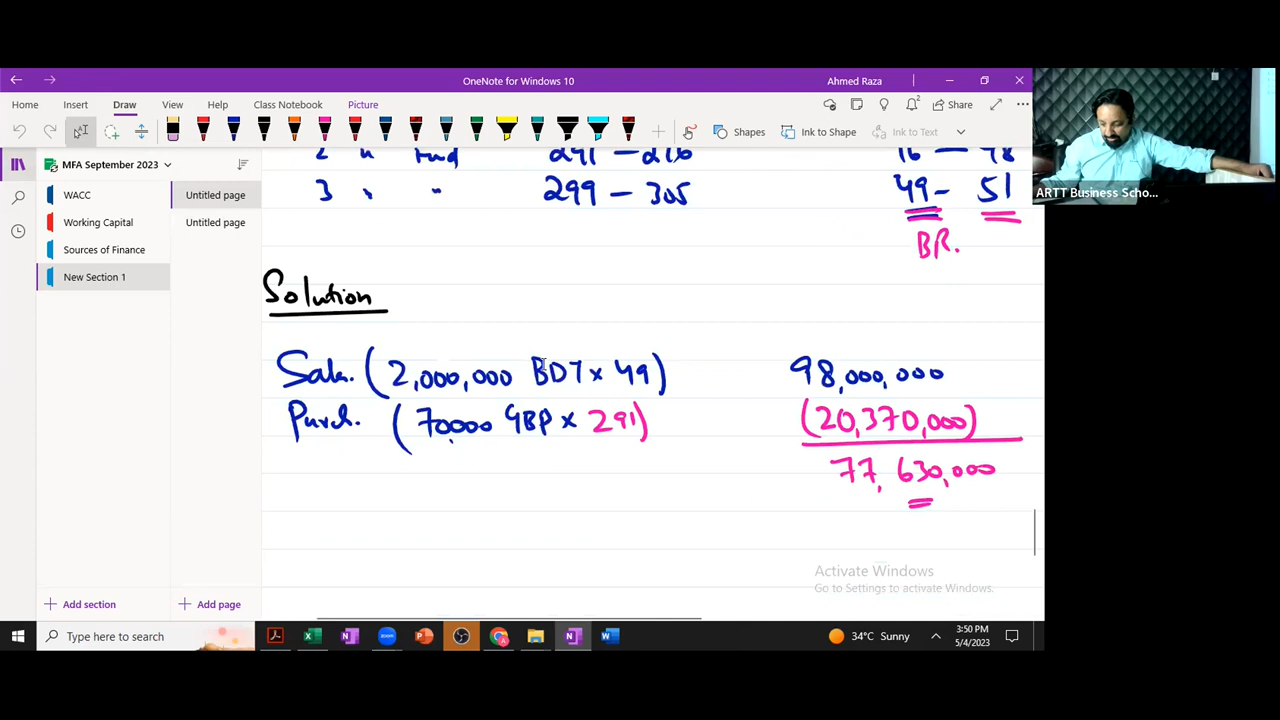 OneNote for Windows 10
Ahmed Raza
Home Insert Draw View Help Class Notebook Picture
Share
Shapes Ink to Shape Ink to Text
MFA September 2023
WACC
Working Capital
Sources of Finance
New Section 1
Untitled page
Untitled page
ARTT Business Scho...
3 " " 299 - 305 49 - 51
BR.
Solution
Sale. (2,000,000 BDT x 49) 98,000,000
Purch. (70,000 GBP x 291) (20,370,000)
77,630,000
Activate Windows
Go to Settings to activate Windows.
Add section
Add page
Type here to search
34°C Sunny
3:50 PM
5/4/2023